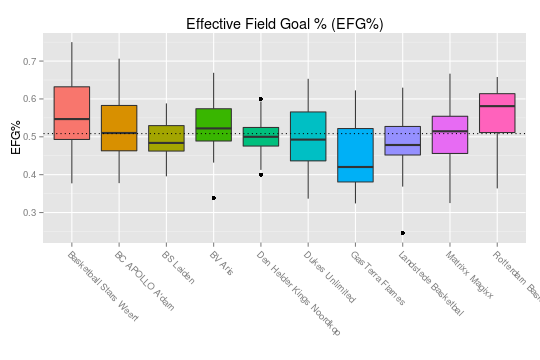 Effective Field Goal % (EFG%)
EFG%
0.7
0.6
0.5
0.4
0.3
Basketball Stars Weert
BC APOLLO A'dam
BS Leiden
BV Aris
Den Helder Kings Noordkop
Dukes Unlimited
GasTerra Flames
Landstede Basketbal
Matrixx Magixx
Rotterdam Bas